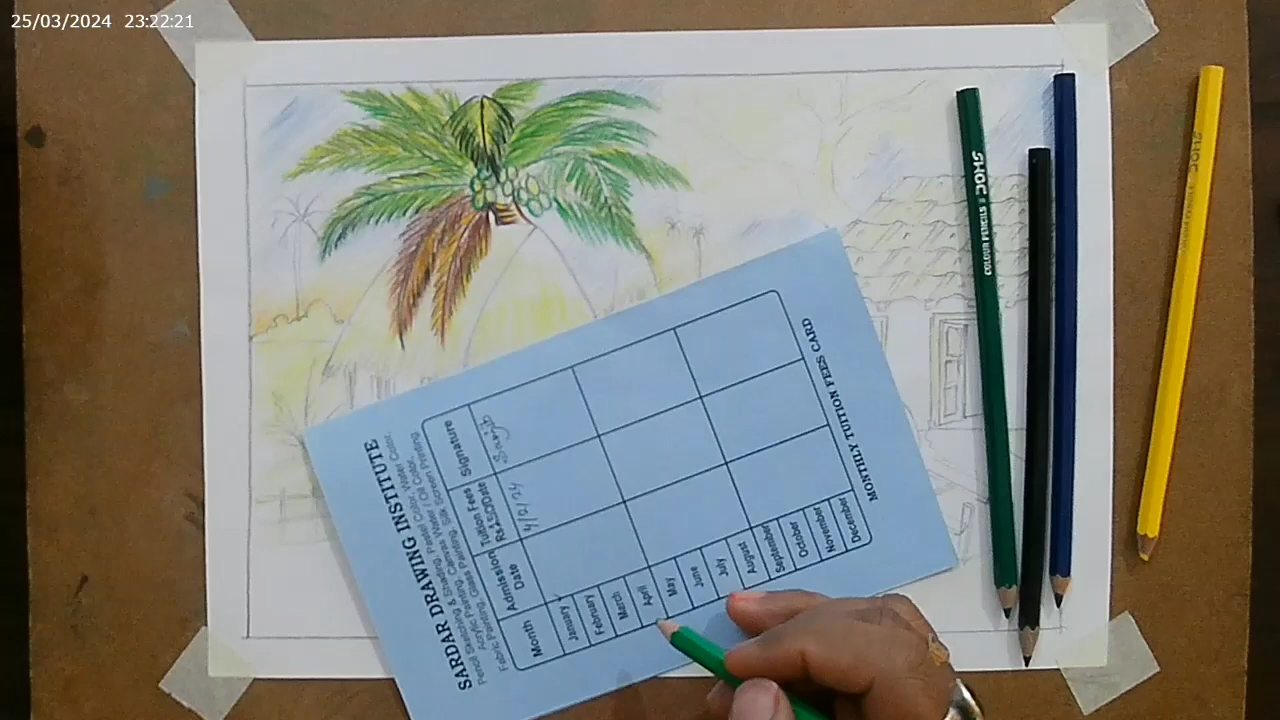 25/03/2024 23:22:21
SARDAR DRAWING INSTITUTE
Pencil Sketching & Shading, Pastel Color, Water Color,
Acrylic Painting, Canvas Water / Oil Color,
Fabric Painting, Glass Painting, Silk Screen Printing
Month
Admission Date
Tuition Fees
Date
Signature
January
4/2/24
February
March
April
May
June
July
August
September
October
November
December
MONTHLY TUITION FEES CARD
DOMS
COLOUR PENCILS
DOMS